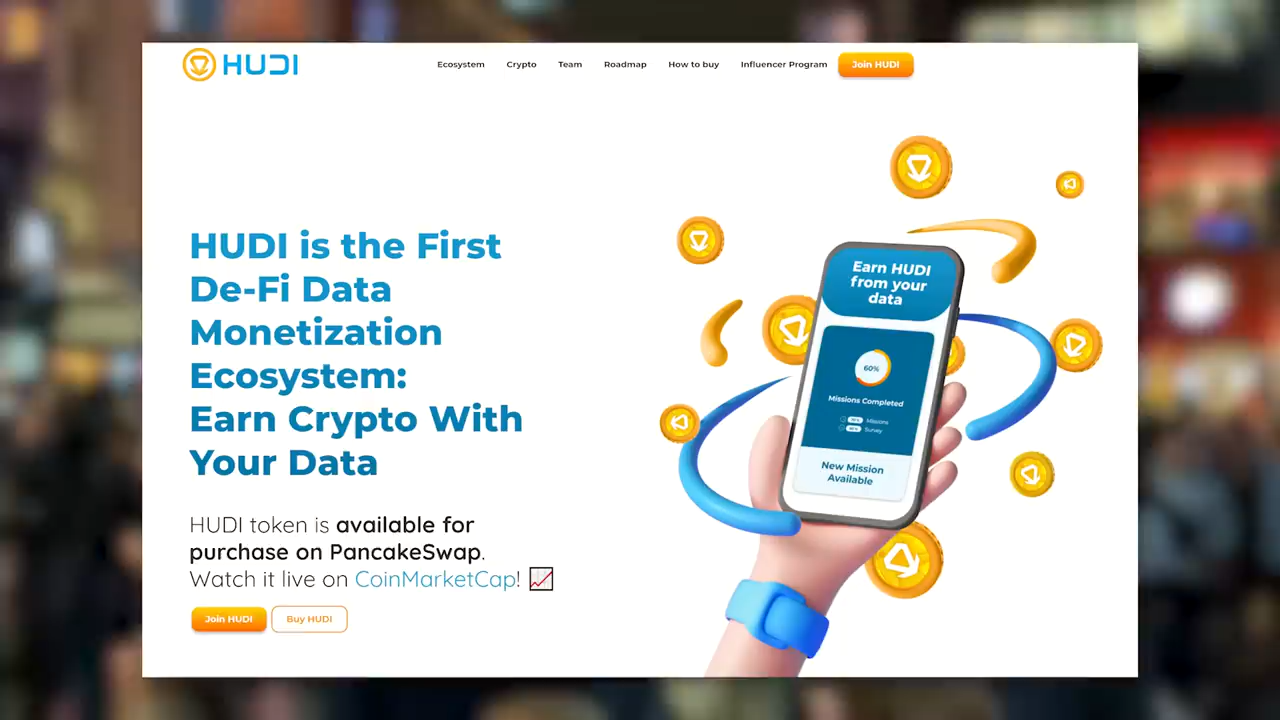 HUDI
Ecosystem Crypto Team Roadmap How to buy Influencer Program Join HUDI
HUDI is the First
De-Fi Data
Monetization
Ecosystem:
Earn Crypto With
Your Data
HUDI token is available for
purchase on PancakeSwap.
Watch it live on CoinMarketCap!
Join HUDI Buy HUDI
Earn HUDI
from your
data
60%
Missions Completed
Missions
Survey
New Mission
Available